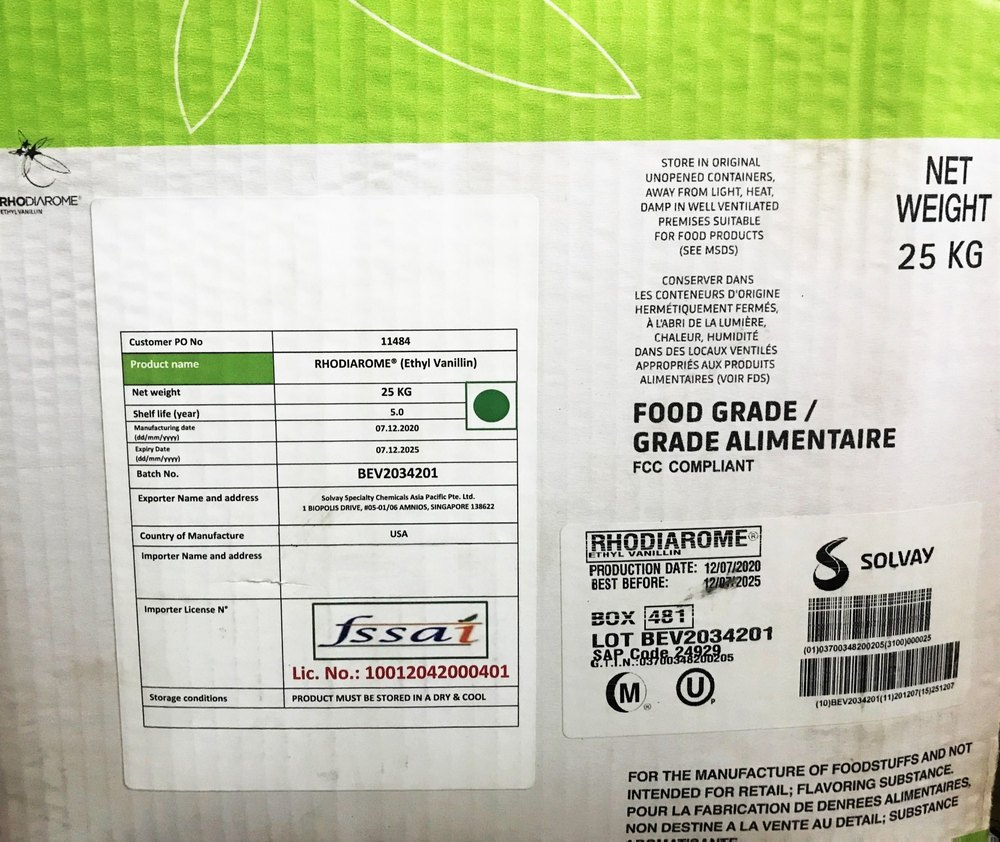 RHODIAROME®
ETHYL VANILLIN
Customer PO No 11484
Product name RHODIAROME® (Ethyl Vanillin)
Net weight 25 KG
Shelf life (year) 5.0
Manufacturing date (dd/mm/yyyy) 07.12.2020
Expiry Date (dd/mm/yyyy) 07.12.2025
Batch No. BEV2034201
Exporter Name and address Solvay Specialty Chemicals Asia Pacific Pte. Ltd.
1 BIOPOLIS DRIVE, #05-01/06 AMNIOS, SINGAPORE 138622
Country of Manufacture USA
Importer Name and address
Importer License N°
fssai
Lic. No.: 10012042000401
Storage conditions PRODUCT MUST BE STORED IN A DRY & COOL
STORE IN ORIGINAL
UNOPENED CONTAINERS,
AWAY FROM LIGHT, HEAT,
DAMP IN WELL VENTILATED
PREMISES SUITABLE
FOR FOOD PRODUCTS
(SEE MSDS)
CONSERVER DANS
LES CONTENEURS D'ORIGINE
HERMÉTIQUEMENT FERMÉS,
À L'ABRI DE LA LUMIÈRE,
CHALEUR, HUMIDITÉ
DANS DES LOCAUX VENTILÉS
APPROPRIÉS AUX PRODUITS
ALIMENTAIRES (VOIR FDS)
NET
WEIGHT
25 KG
FOOD GRADE /
GRADE ALIMENTAIRE
FCC COMPLIANT
RHODIAROME®
ETHYL VANILLIN
PRODUCTION DATE: 12/07/2020
BEST BEFORE: 12/07/2025
BOX 481
LOT BEV2034201
SAP Code 24929
G.T.I.N.:03700348200205
M®
U P
SOLVAY
(01)03700348200205(3100)000025
(10)BEV2034201(11)201207(15)251207
FOR THE MANUFACTURE OF FOODSTUFFS AND NOT
INTENDED FOR RETAIL; FLAVORING SUBSTANCE.
POUR LA FABRICATION DE DENREES ALIMENTAIRES,
NON DESTINE A LA VENTE AU DETAIL; SUBSTANCE